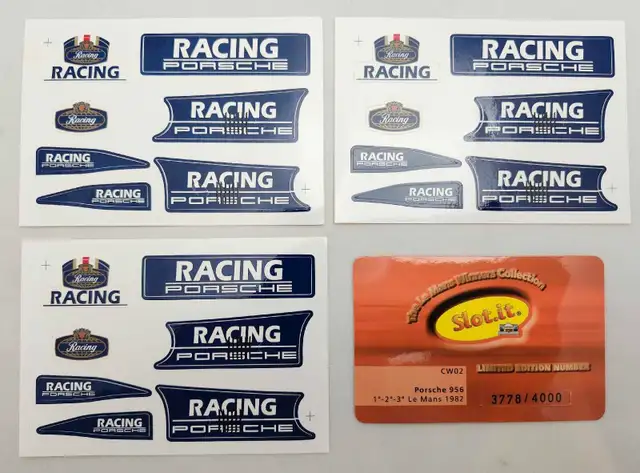 Racing
RACING
RACING
PORSCHE
Racing
RACING
PORSCHE
RACING
PORSCHE
RACING
PORSCHE
RACING
PORSCHE
Racing
RACING
RACING
PORSCHE
Racing
RACING
PORSCHE
RACING
PORSCHE
RACING
PORSCHE
RACING
PORSCHE
Racing
RACING
RACING
PORSCHE
Racing
RACING
PORSCHE
RACING
PORSCHE
RACING
PORSCHE
RACING
PORSCHE
The Le Mans Winners Collection
Slot.it.
CW02
LIMITED EDITION NUMBER
Porsche 956
1°-2°-3° Le Mans 1982
3778/4000